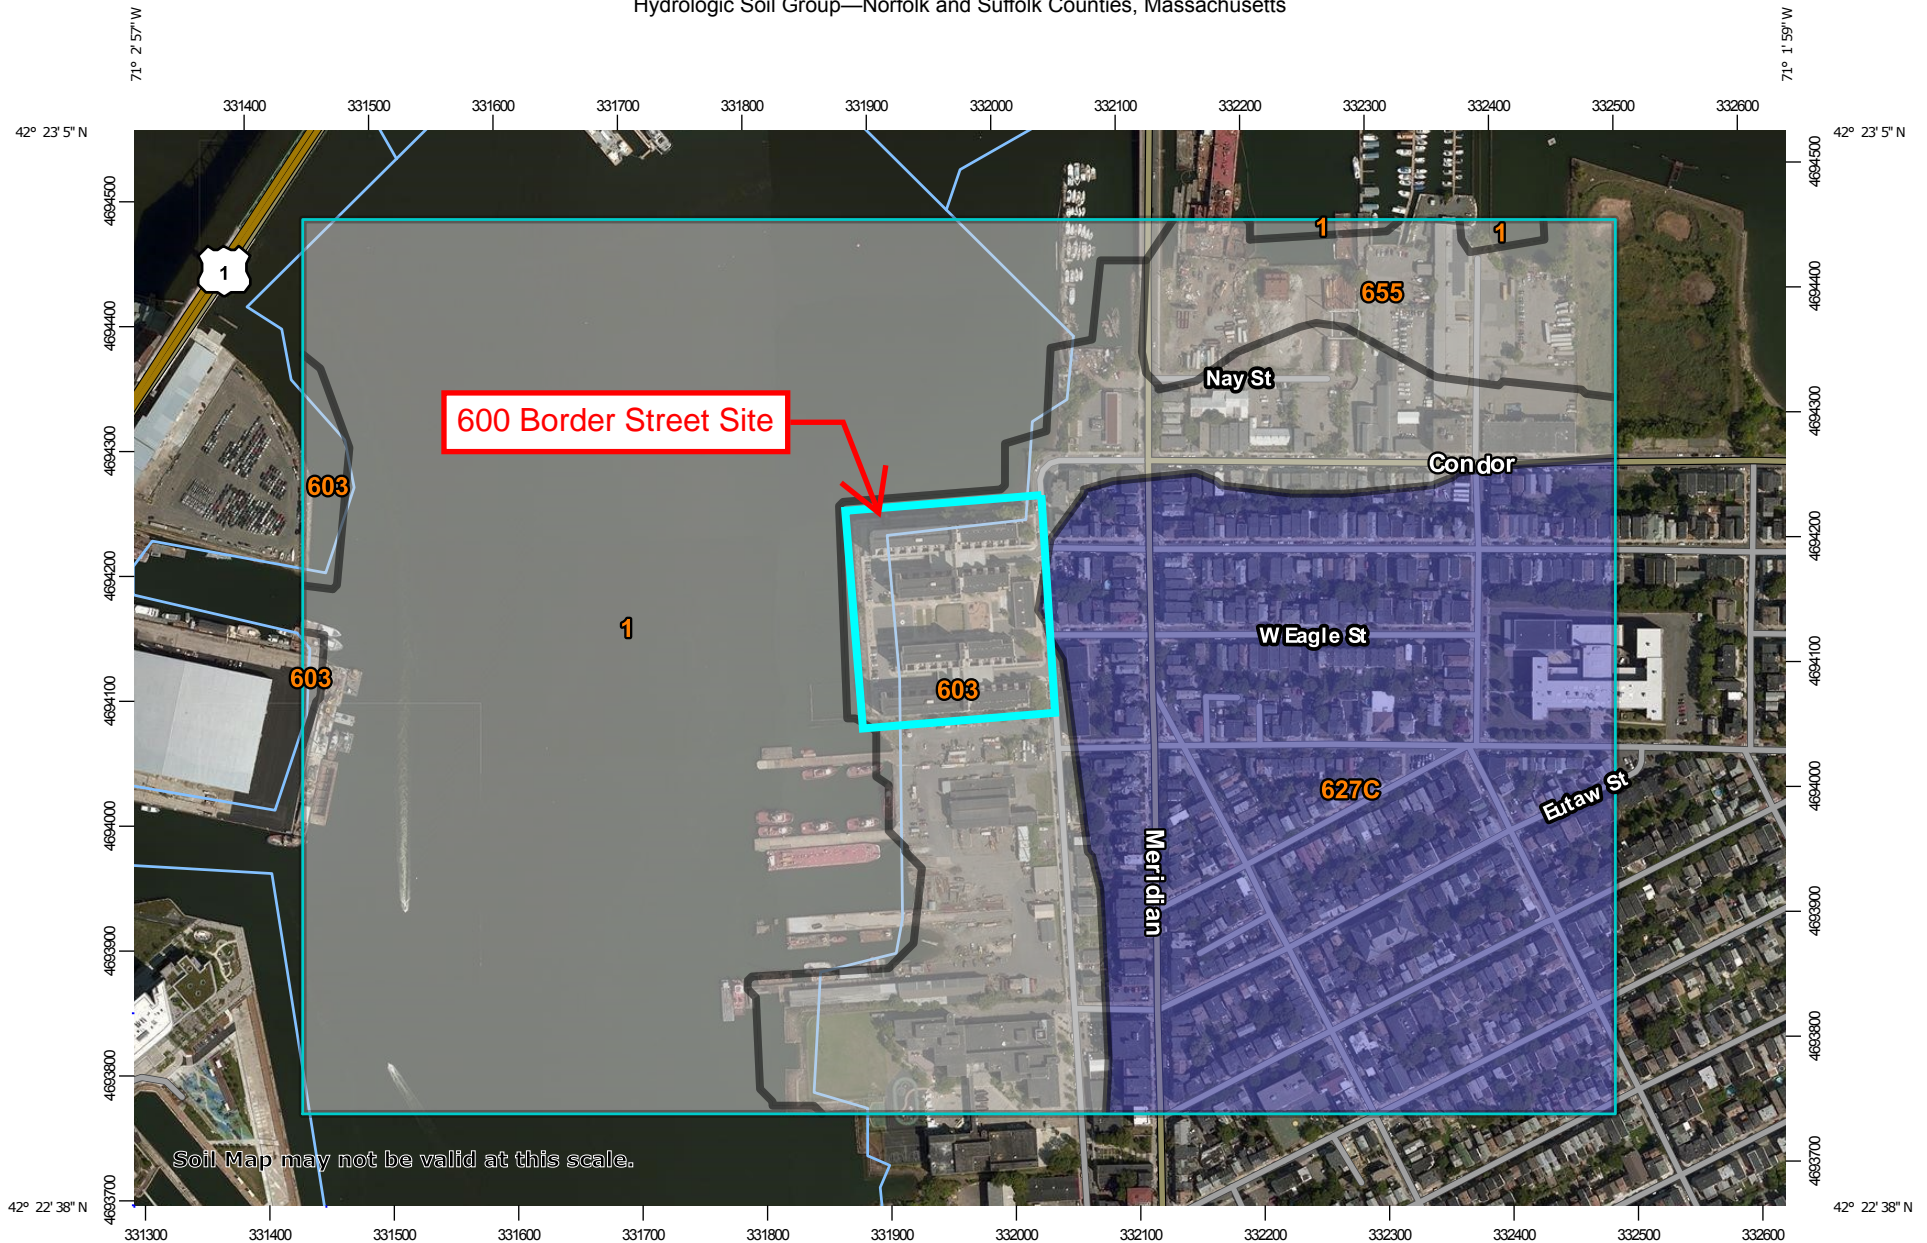 Hydrologic Soil Group—Norfolk and Suffolk Counties, Massachusetts
71° 2' 57" W
71° 1' 59" W
331400 331500 331600 331700 331800 331900 332000 332100 332200 332300 332400 332500 332600
42° 23' 5" N
42° 23' 5" N
4694500
4694400
4694300
4694200
4694100
4694000
4693900
4693800
4693700
4694500
4694400
4694300
4694200
4694100
4694000
4693900
4693800
4693700
1
1
1
655
Nay St
600 Border Street Site
Condor
603
1
W Eagle St
603
603
627C
Eutaw St
Meridian
Soil Map may not be valid at this scale.
42° 22' 38" N
42° 22' 38" N
331300 331400 331500 331600 331700 331800 331900 332000 332100 332200 332300 332400 332500 332600